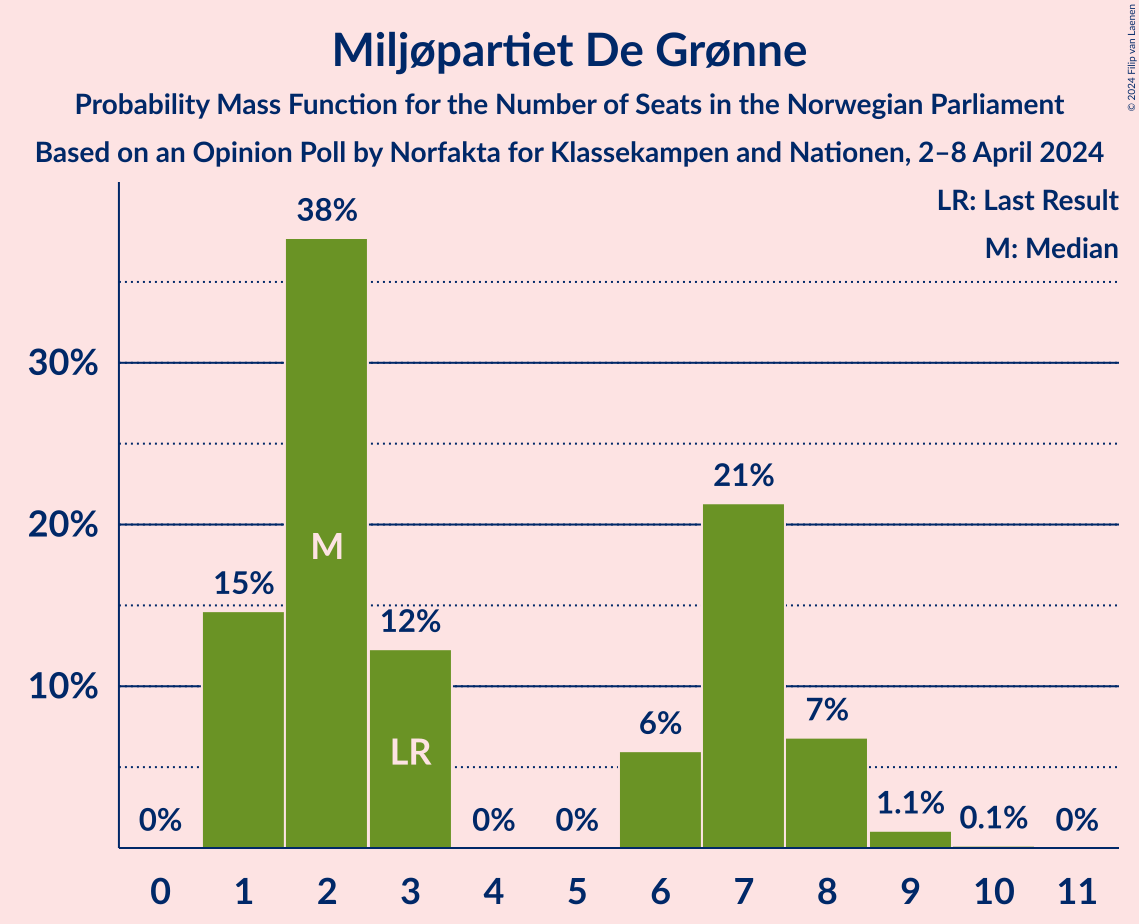 Miljøpartiet De Grønne
Probability Mass Function for the Number of Seats in the Norwegian Parliament
Based on an Opinion Poll by Norfakta for Klassekampen and Nationen, 2–8 April 2024
© 2024 Filip van Laenen
LR: Last Result
M: Median
38%
30%
21%
20%
M
15%
12%
10%
7%
6%
LR
1.1%
0% 0% 0% 0.1% 0%
0 1 2 3 4 5 6 7 8 9 10 11